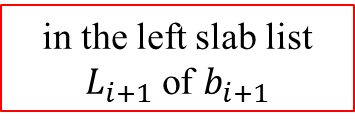 in the left slab list
$L_{i+1}$ of $b_{i+1}$